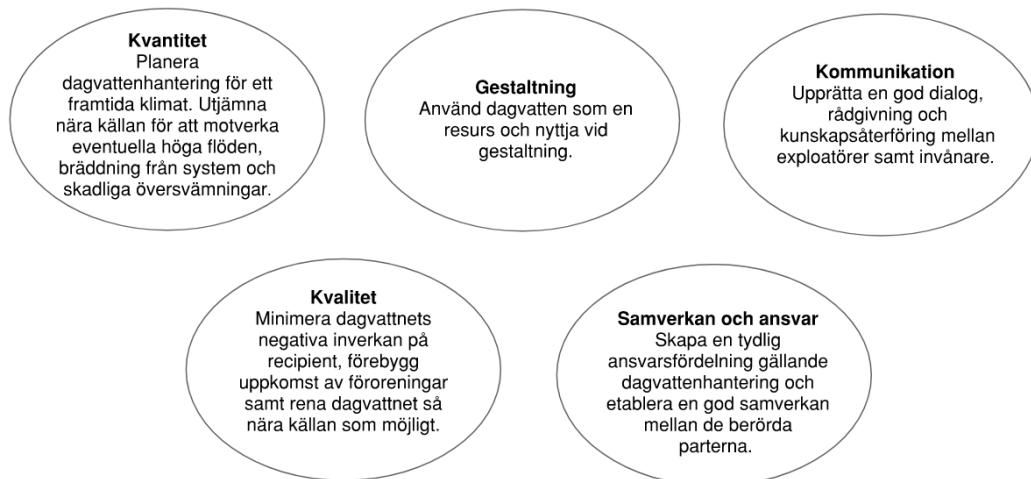 Kvantitet
Planera
dagvattenhantering för ett
framtida klimat. Utjämna
nära källan för att motverka
eventuella höga flöden,
bräddning från system och
skadliga översvämningar.
Gestaltning
Använd dagvatten som en
resurs och nyttja vid
gestaltning.
Kommunikation
Upprätta en god dialog,
rådgivning och
kunskapsåterföring mellan
exploatörer samt invånare.
Kvalitet
Minimera dagvattnets
negativa inverkan på
recipient, förebygg
uppkomst av föroreningar
samt rena dagvattnet så
nära källan som möjligt.
Samverkan och ansvar
Skapa en tydlig
ansvarsfördelning gällande
dagvattenhantering och
etablera en god samverkan
mellan de berörda
parterna.